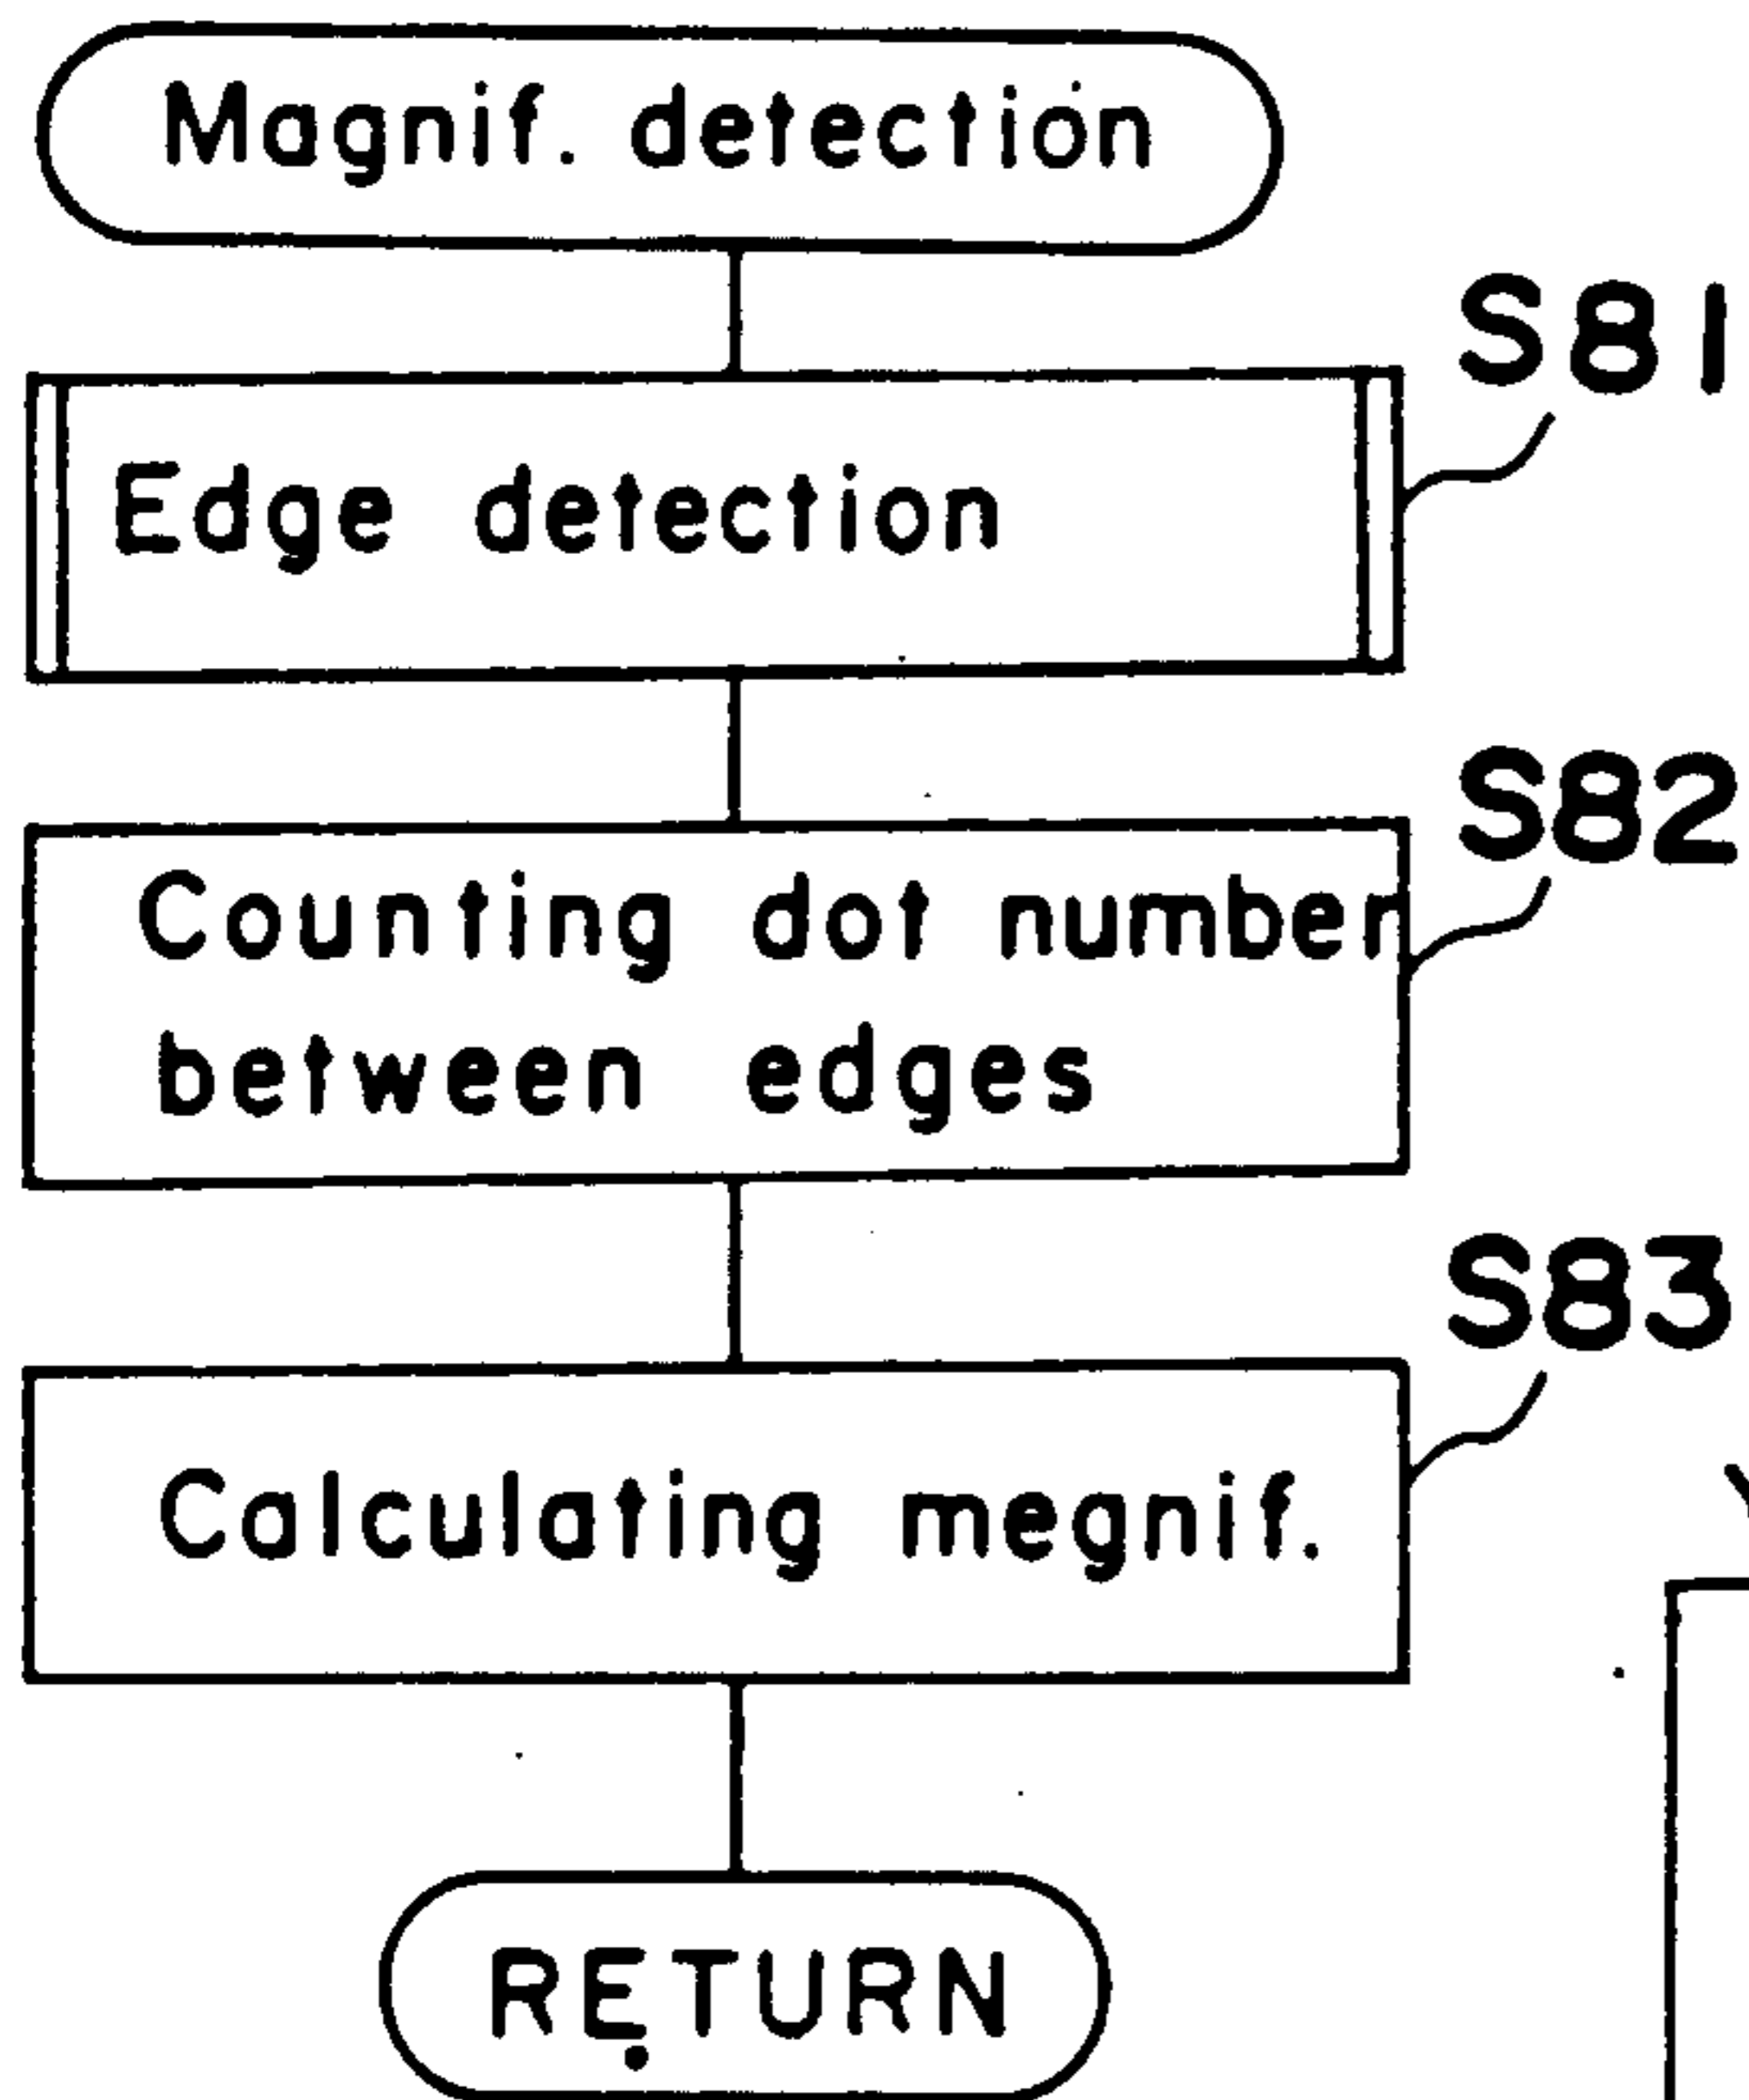 Magnif. detection
S81
Edge detection
S82
Counting dot number
between edges
S83
Calculating megnif.
RETURN